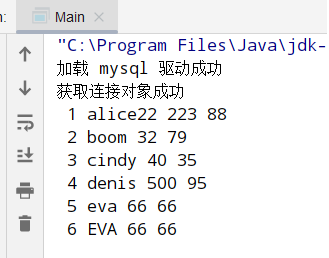 n:
Main ×
"C:\Program Files\Java\jdk-
加载 mysql 驱动成功
获取连接对象成功
1 alice22 223 88
2 boom 32 79
3 cindy 40 35
4 denis 500 95
5 eva 66 66
6 EVA 66 66